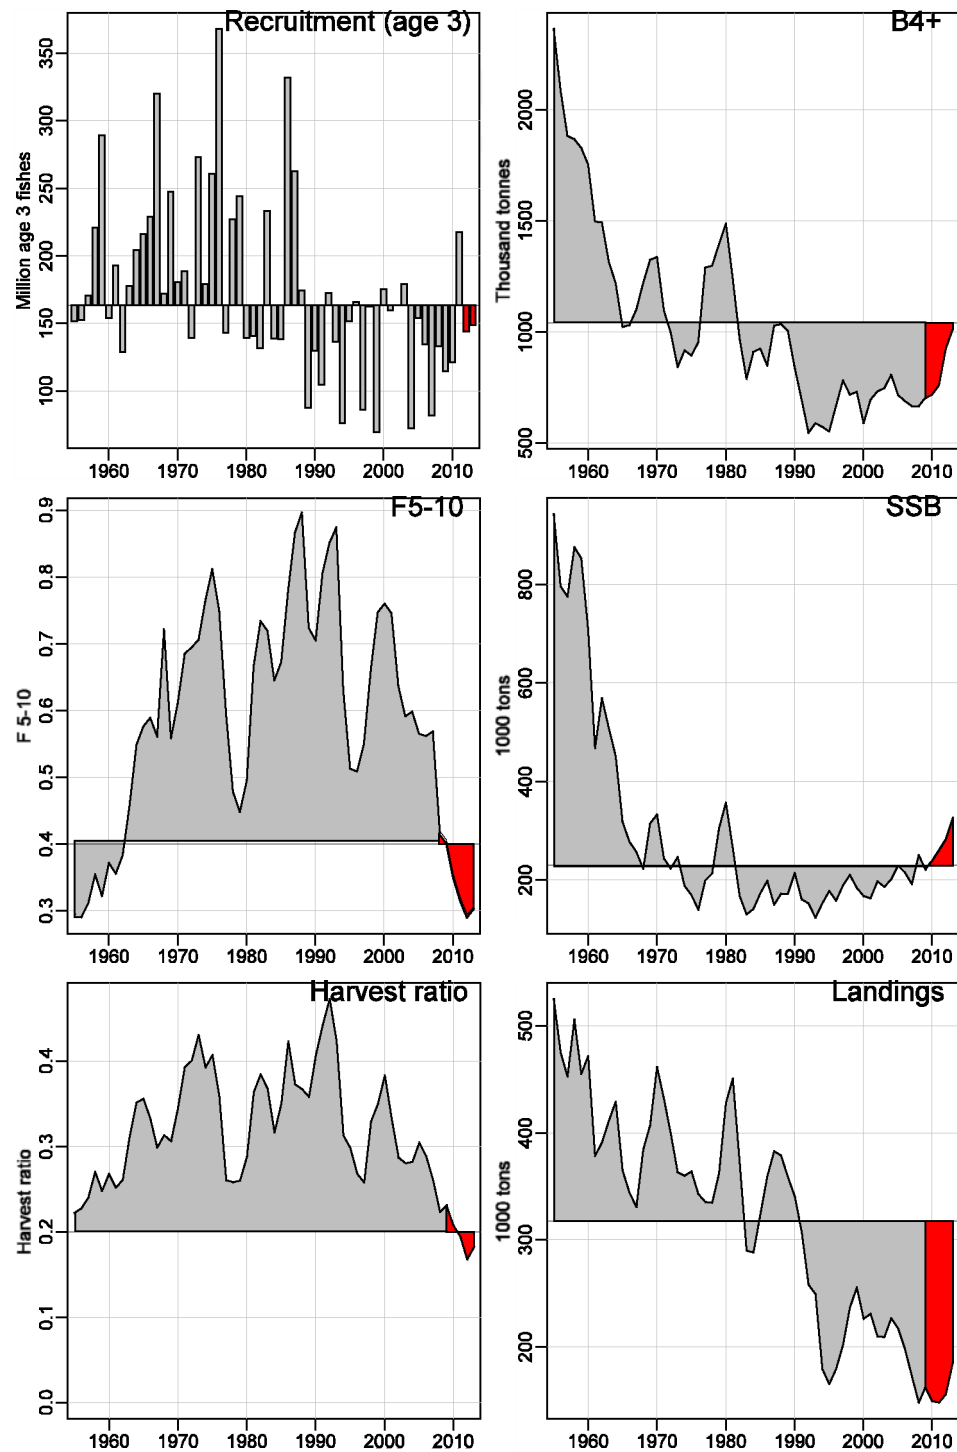 Recruitment (age 3)
Million age 3 fishes
350
300
250
200
150
100
1960 1970 1980 1990 2000 2010
B4+
Thousand tonnes
2000
1500
1000
500
1960 1970 1980 1990 2000 2010
F5-10
F 5-10
0.9
0.8
0.7
0.6
0.5
0.4
0.3
1960 1970 1980 1990 2000 2010
SSB
1000 tons
800
600
400
200
1960 1970 1980 1990 2000 2010
Harvest ratio
Harvest ratio
0.4
0.3
0.2
0.1
0.0
1960 1970 1980 1990 2000 2010
Landings
1000 tons
500
400
300
200
1960 1970 1980 1990 2000 2010